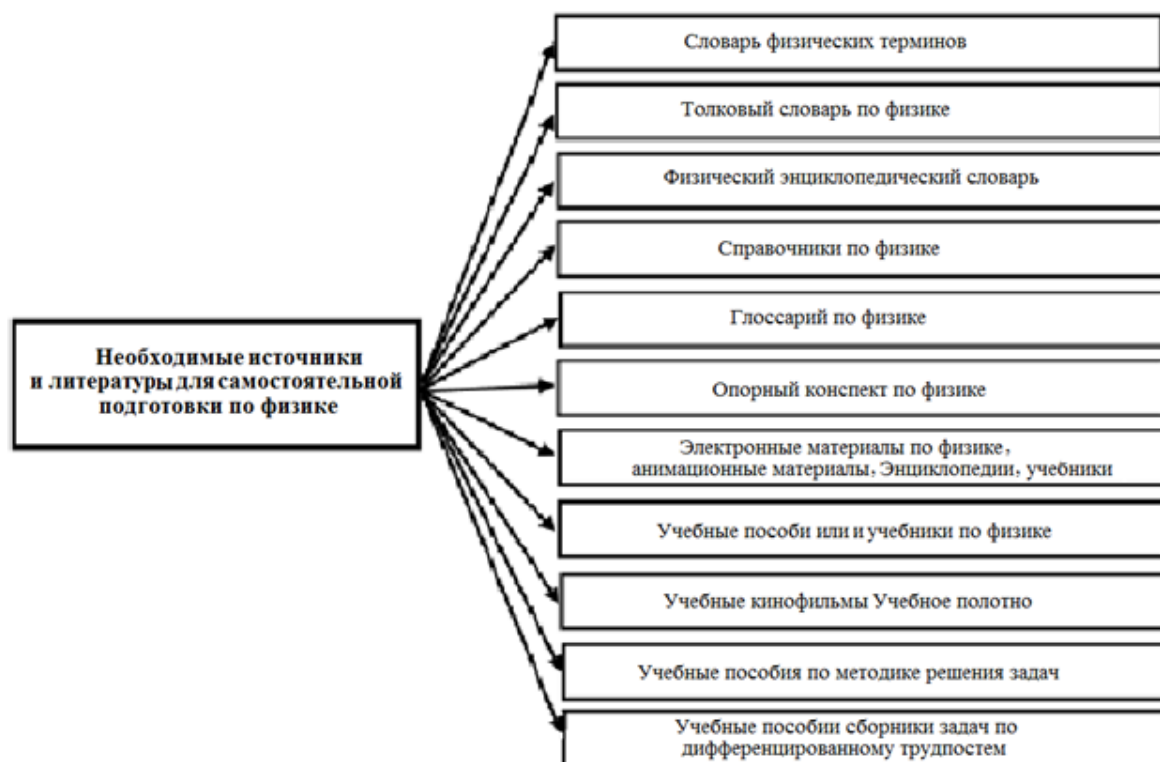 Словарь физических терминов
Толковый словарь по физике
Физический энциклопедический словарь
Справочники по физике
Глоссарий по физике
Необходимые источники
и литературы для самостоятельной
подготовки по физике
Опорный конспект по физике
Электронные материалы по физике,
анимационные материалы, Энциклопедии, учебники
Учебные пособи или и учебники по физике
Учебные кинофильмы Учебное полотно
Учебные пособия по методике решения задач
Учебные пособии сборники задач по
дифференцированному трудпостем